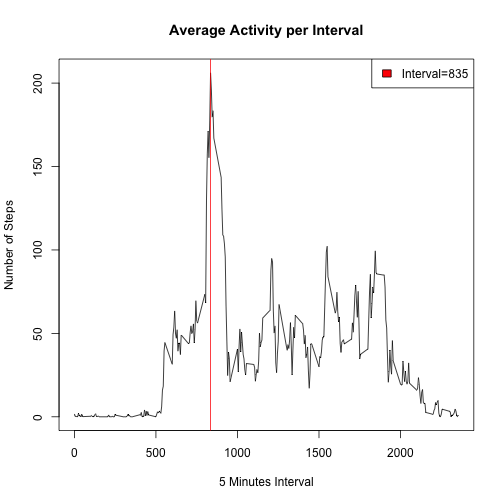 Average Activity per Interval
Interval=835
Number of Steps
200
150
100
50
0
0 500 1000 1500 2000
5 Minutes Interval